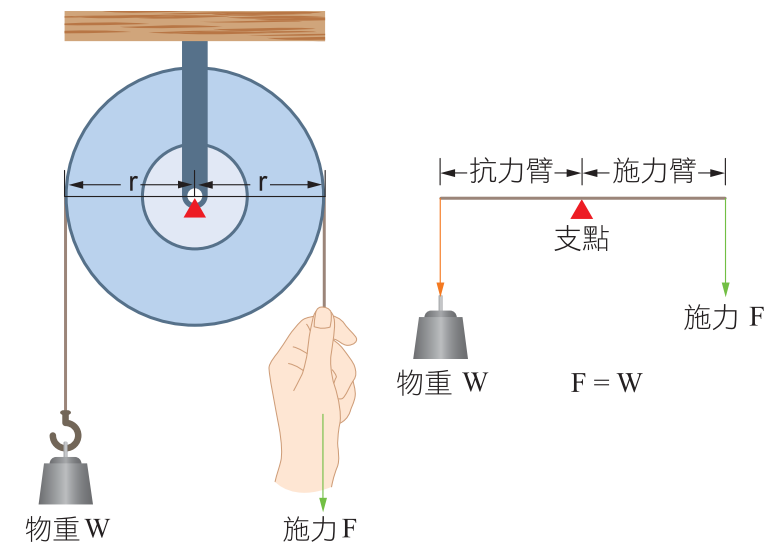 r r
物重 W
施力 F
抗力臂 施力臂
支點
施力 F
物重 W
F = W